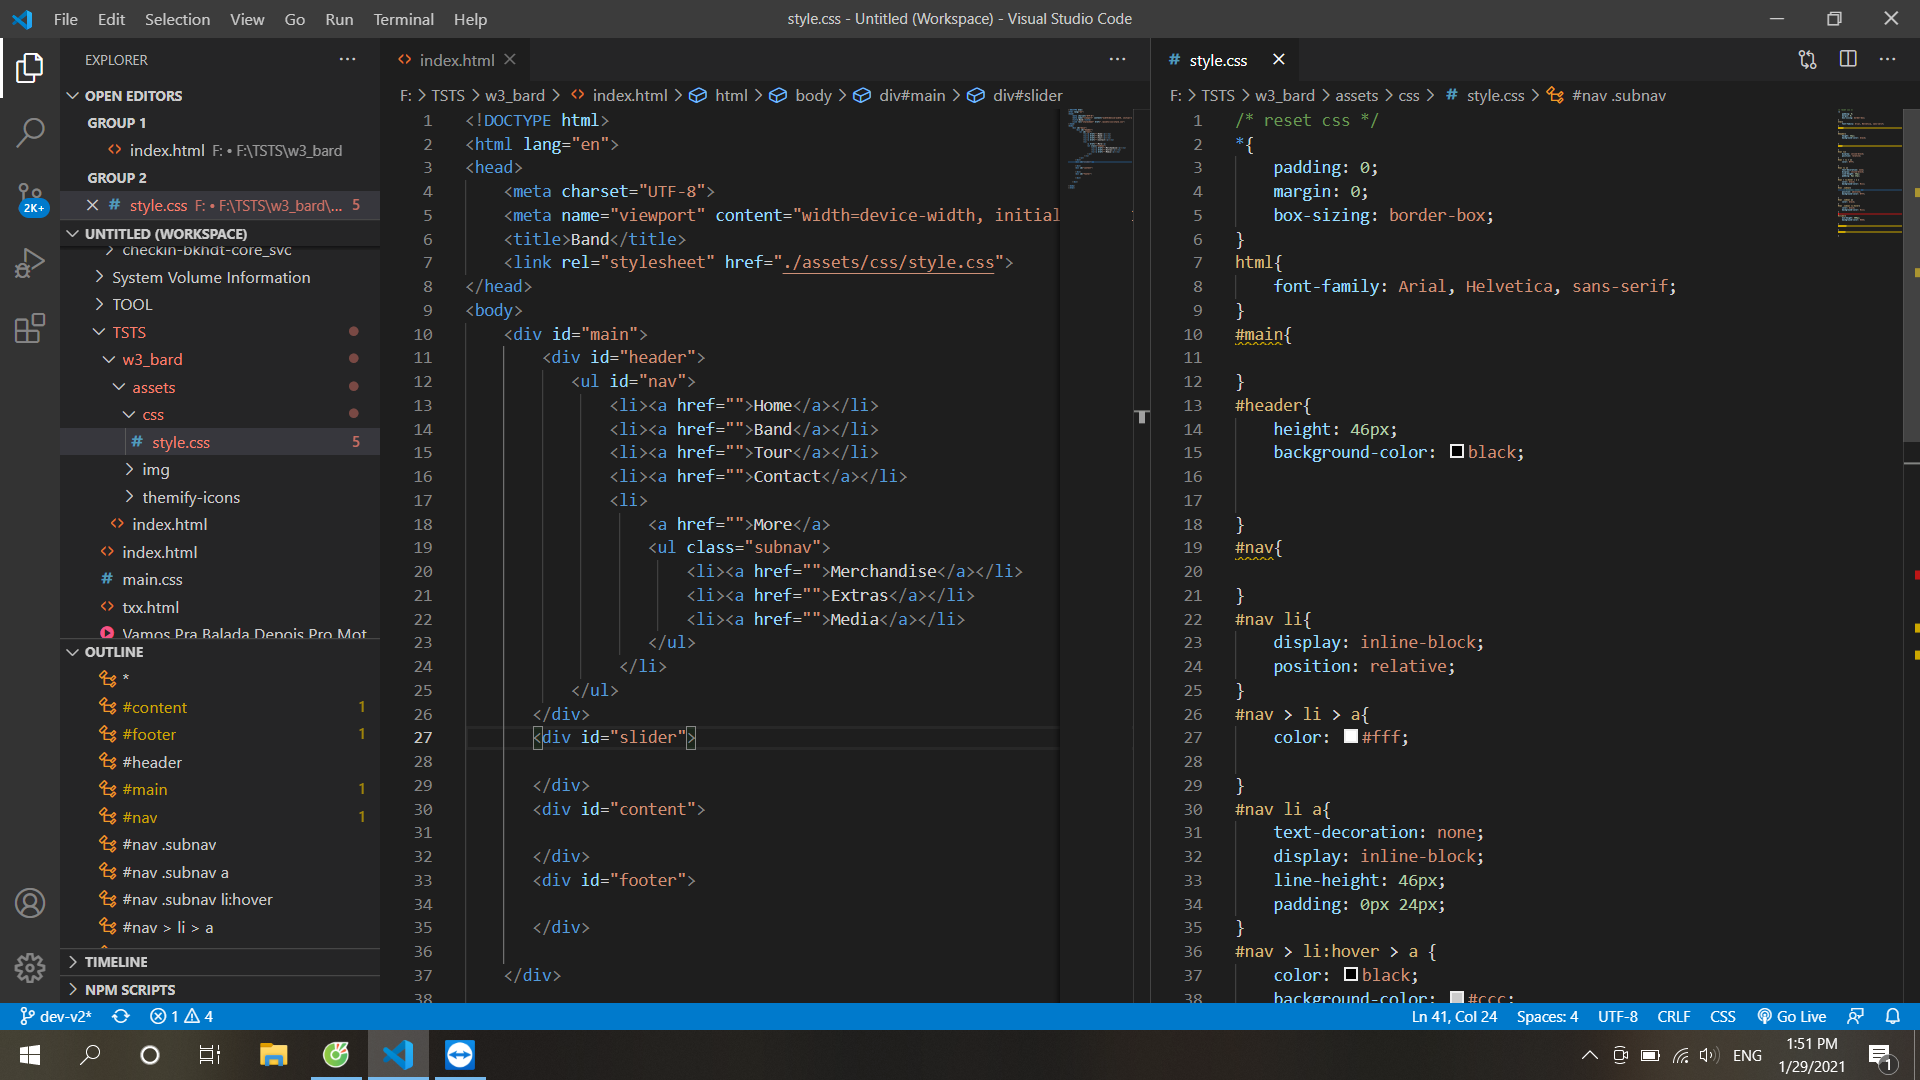 File Edit Selection View Go Run Terminal Help
style.css - Untitled (Workspace) - Visual Studio Code
EXPLORER
OPEN EDITORS
GROUP 1
index.html F: • F:\TSTS\w3_bard
GROUP 2
style.css F: • F:\TSTS\w3_bard\... 5
UNTITLED (WORKSPACE)
checkin-bkhdt-core_svc
System Volume Information
TOOL
TSTS
w3_bard
assets
css
style.css 5
img
themify-icons
index.html
index.html
main.css
txx.html
Vamos Pra Balada Depois Pro Mot
OUTLINE
*
#content 1
#footer 1
#header
#main 1
#nav 1
#nav .subnav
#nav .subnav a
#nav .subnav li:hover
#nav > li > a
TIMELINE
NPM SCRIPTS
2K+
index.html
F: > TSTS > w3_bard > index.html > html > body > div#main > div#slider
1 <!DOCTYPE html>
2 <html lang="en">
3 <head>
4 <meta charset="UTF-8">
5 <meta name="viewport" content="width=device-width, initial
6 <title>Band</title>
7 <link rel="stylesheet" href="./assets/css/style.css">
8 </head>
9 <body>
10 <div id="main">
11 <div id="header">
12 <ul id="nav">
13 <li><a href="">Home</a></li>
14 <li><a href="">Band</a></li>
15 <li><a href="">Tour</a></li>
16 <li><a href="">Contact</a></li>
17 <li>
18 <a href="">More</a>
19 <ul class="subnav">
20 <li><a href="">Merchandise</a></li>
21 <li><a href="">Extras</a></li>
22 <li><a href="">Media</a></li>
23 </ul>
24 </li>
25 </ul>
26 </div>
27 <div id="slider">
28
29 </div>
30 <div id="content">
31
32 </div>
33 <div id="footer">
34
35 </div>
36
37 </div>
38
style.css
F: > TSTS > w3_bard > assets > css > # style.css > #nav .subnav
1 /* reset css */
2 *{
3 padding: 0;
4 margin: 0;
5 box-sizing: border-box;
6 }
7 html{
8 font-family: Arial, Helvetica, sans-serif;
9 }
10 #main{
11
12 }
13 #header{
14 height: 46px;
15 background-color: black;
16
17
18 }
19 #nav{
20
21 }
22 #nav li{
23 display: inline-block;
24 position: relative;
25 }
26 #nav > li > a{
27 color: #fff;
28
29 }
30 #nav li a{
31 text-decoration: none;
32 display: inline-block;
33 line-height: 46px;
34 padding: 0px 24px;
35 }
36 #nav > li:hover > a {
37 color: black;
38 background-color: #ccc;
dev-v2* 1 4
Ln 41, Col 24 Spaces: 4 UTF-8 CRLF CSS Go Live
ENG
1:51 PM
1/29/2021
1